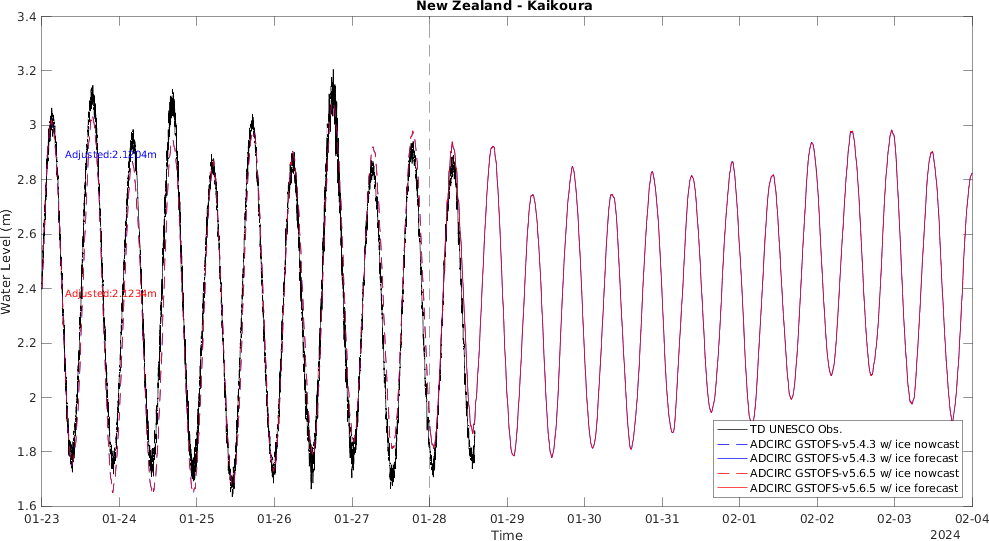 New Zealand - Kaikoura
Water Level (m)
3.4
3.2
3
2.8
2.6
2.4
2.2
2
1.8
1.6
Adjusted:2.1204m
Adjusted:2.1234m
TD UNESCO Obs.
ADCIRC GSTOFS-v5.4.3 w/ ice nowcast
ADCIRC GSTOFS-v5.4.3 w/ ice forecast
ADCIRC GSTOFS-v5.6.5 w/ ice nowcast
ADCIRC GSTOFS-v5.6.5 w/ ice forecast
01-23 01-24 01-25 01-26 01-27 01-28 01-29 01-30 01-31 02-01 02-02 02-03 02-04
Time
2024